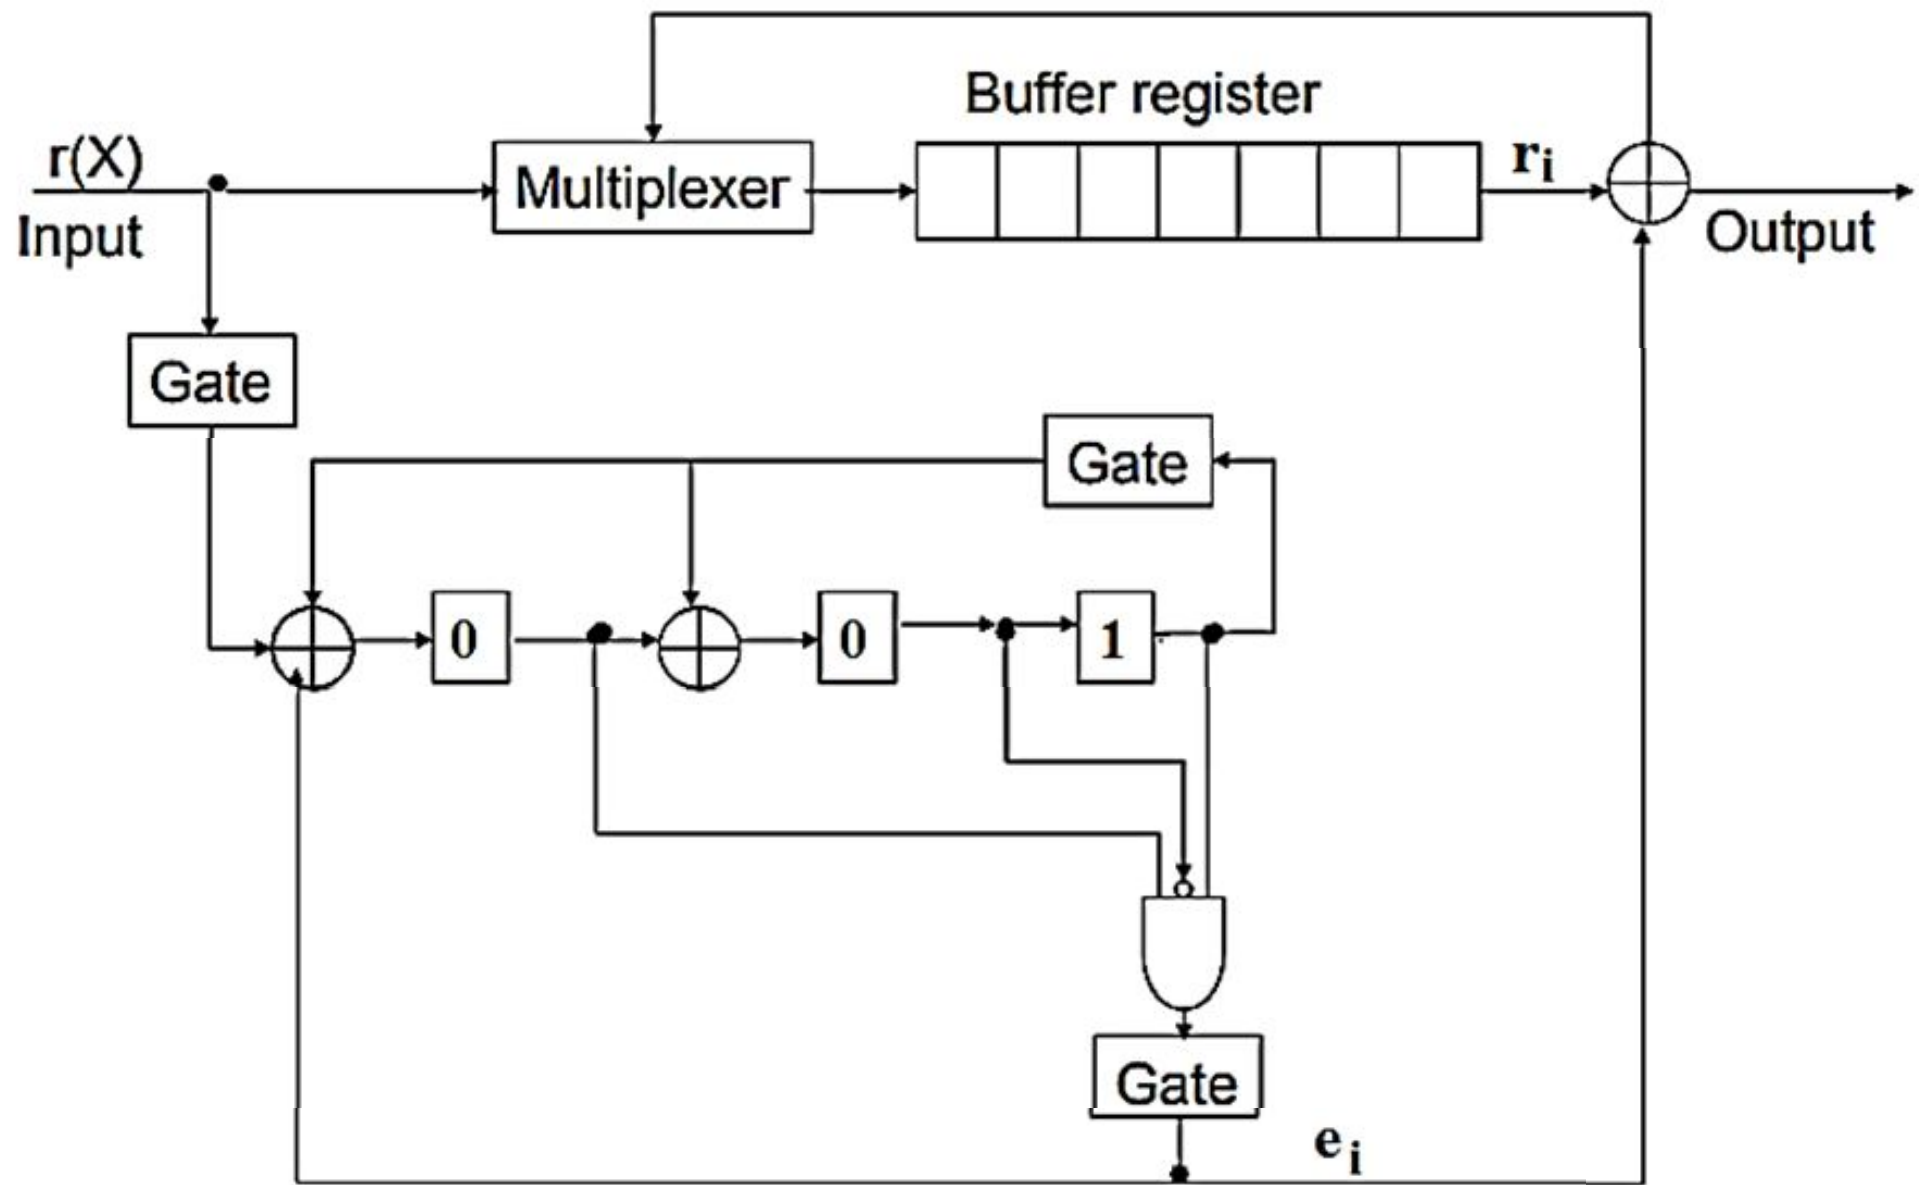 Buffer register
r(X)
Input
Multiplexer
ri
Output
Gate
Gate
0
0
1
Gate
ei